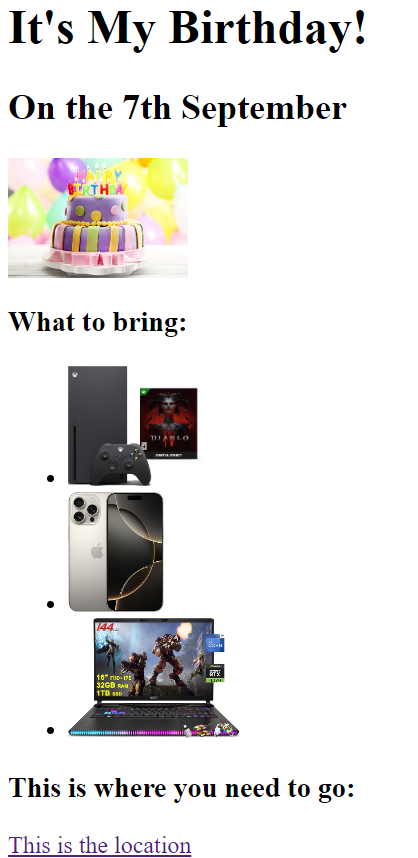 It's My Birthday!
On the 7th September
HAPPY
BIRTHDAY
What to bring:
DIABLO
This is where you need to go:
144
16" FHD+ IPS
32GB RAM
1TB SSD
RTX
This is the location